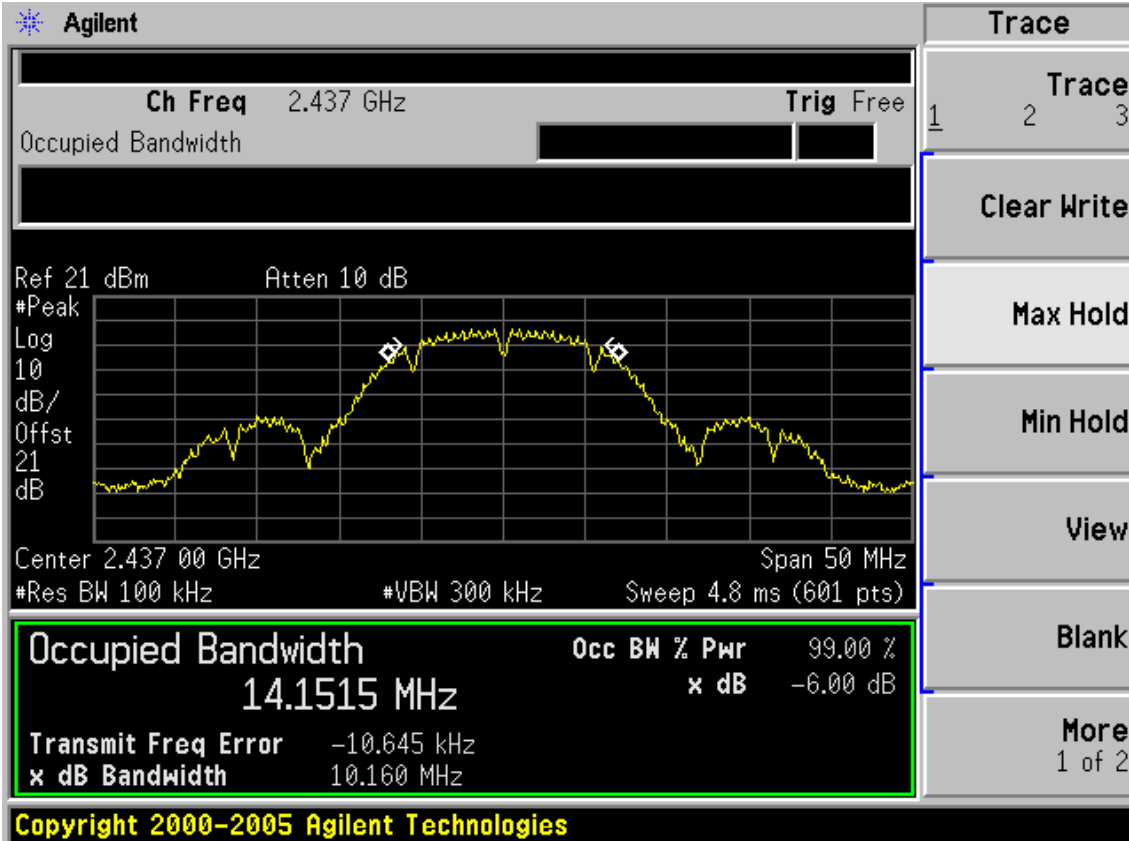 Agilent
Trace
Ch Freq 2.437 GHz Trig Free
Occupied Bandwidth
Trace
1 2 3
Clear Write
Max Hold
Min Hold
View
Blank
More
1 of 2
Ref 21 dBm Atten 10 dB
#Peak
Log
10
dB/
Offst
21
dB
Center 2.437 00 GHz Span 50 MHz
#Res BW 100 kHz #VBW 300 kHz Sweep 4.8 ms (601 pts)
Occupied Bandwidth Occ BW % Pwr 99.00 %
14.1515 MHz x dB -6.00 dB
Transmit Freq Error -10.645 kHz
x dB Bandwidth 10.160 MHz
Copyright 2000-2005 Agilent Technologies